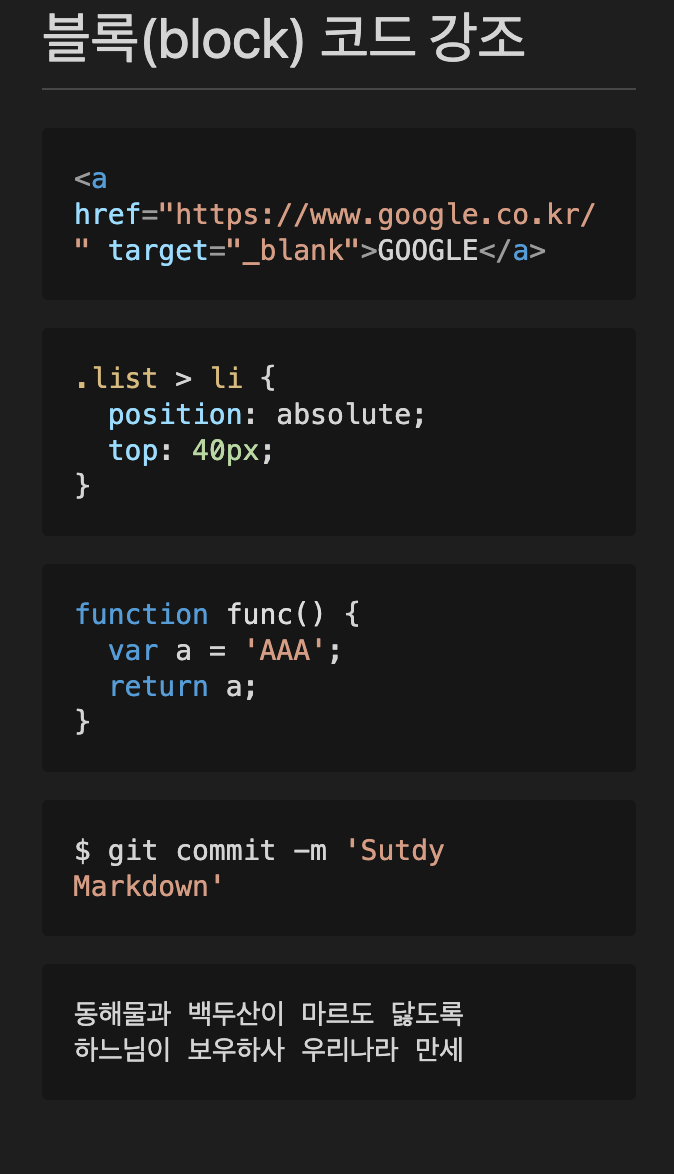 블록(block) 코드 강조
<a
href="https://www.google.co.kr/
" target="_blank">GOOGLE</a>
.list > li {
  position: absolute;
  top: 40px;
}
function func() {
  var a = 'AAA';
  return a;
}
$ git commit -m 'Sutdy
Markdown'
동해물과 백두산이 마르도 닳도록
하느님이 보우하사 우리나라 만세